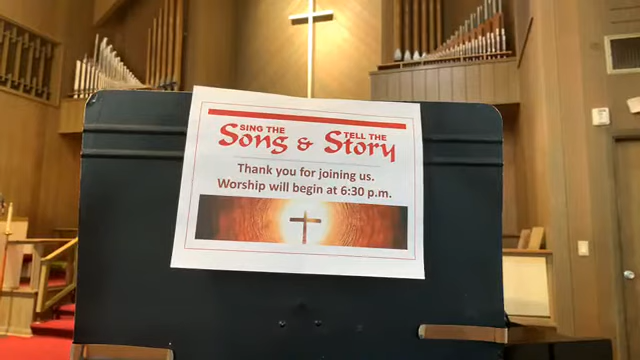 SING THE TELL THE
Song & Story
Thank you for joining us.
Worship will begin at 6:30 p.m.